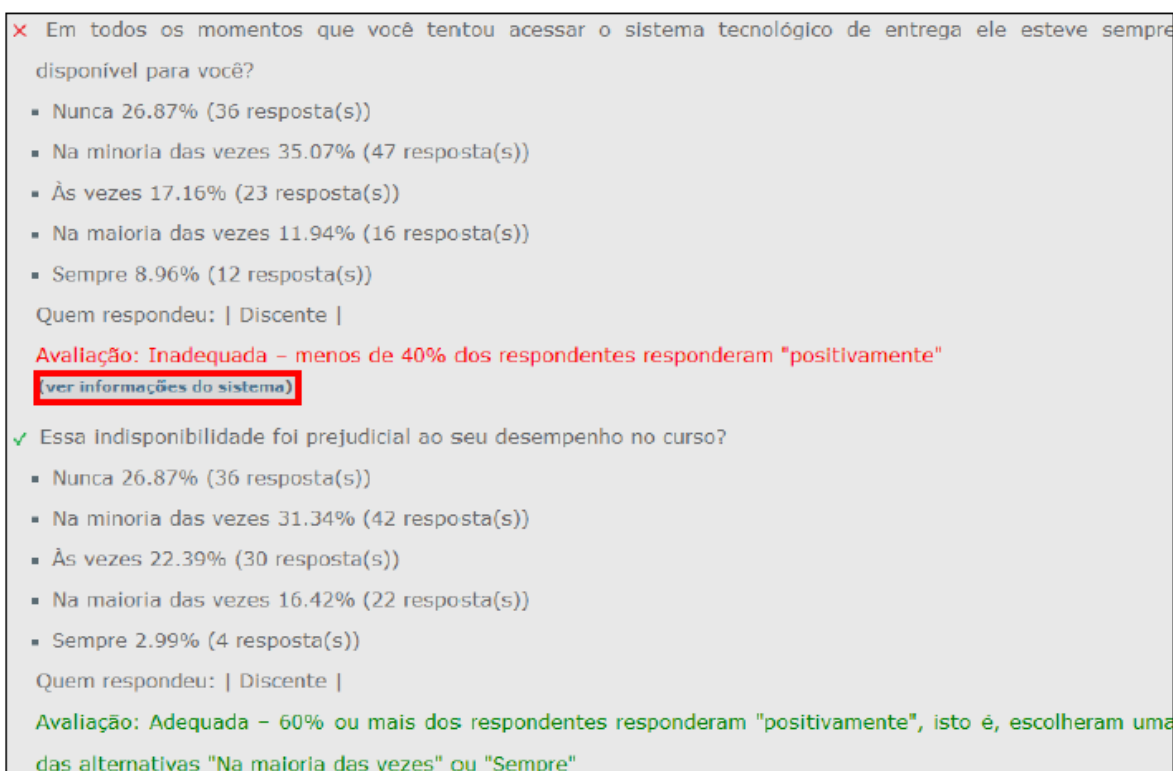 × Em todos os momentos que você tentou acessar o sistema tecnológico de entrega ele esteve sempre
disponível para você?
▪ Nunca 26.87% (36 resposta(s))
▪ Na minoria das vezes 35.07% (47 resposta(s))
▪ Às vezes 17.16% (23 resposta(s))
▪ Na maioria das vezes 11.94% (16 resposta(s))
▪ Sempre 8.96% (12 resposta(s))
Quem respondeu: | Discente |
Avaliação: Inadequada – menos de 40% dos respondentes responderam "positivamente"
(ver informações do sistema)
✓ Essa indisponibilidade foi prejudicial ao seu desempenho no curso?
▪ Nunca 26.87% (36 resposta(s))
▪ Na minoria das vezes 31.34% (42 resposta(s))
▪ Às vezes 22.39% (30 resposta(s))
▪ Na maioria das vezes 16.42% (22 resposta(s))
▪ Sempre 2.99% (4 resposta(s))
Quem respondeu: | Discente |
Avaliação: Adequada – 60% ou mais dos respondentes responderam "positivamente", isto é, escolheram uma
das alternativas "Na maioria das vezes" ou "Sempre"